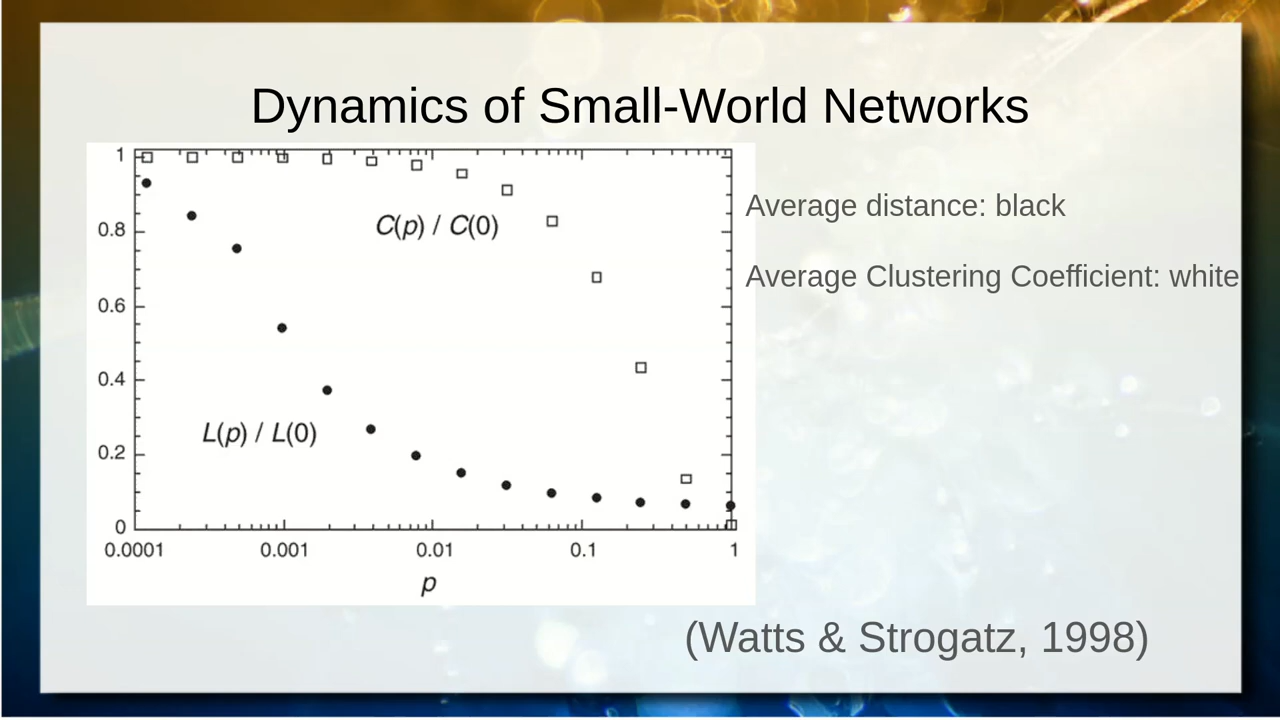 Dynamics of Small-World Networks
1
0.8
0.6
0.4
0.2
0
C(p) / C(0)
L(p) / L(0)
0.0001 0.001 0.01 0.1 1
p
Average distance: black
Average Clustering Coefficient: white
(Watts & Strogatz, 1998)